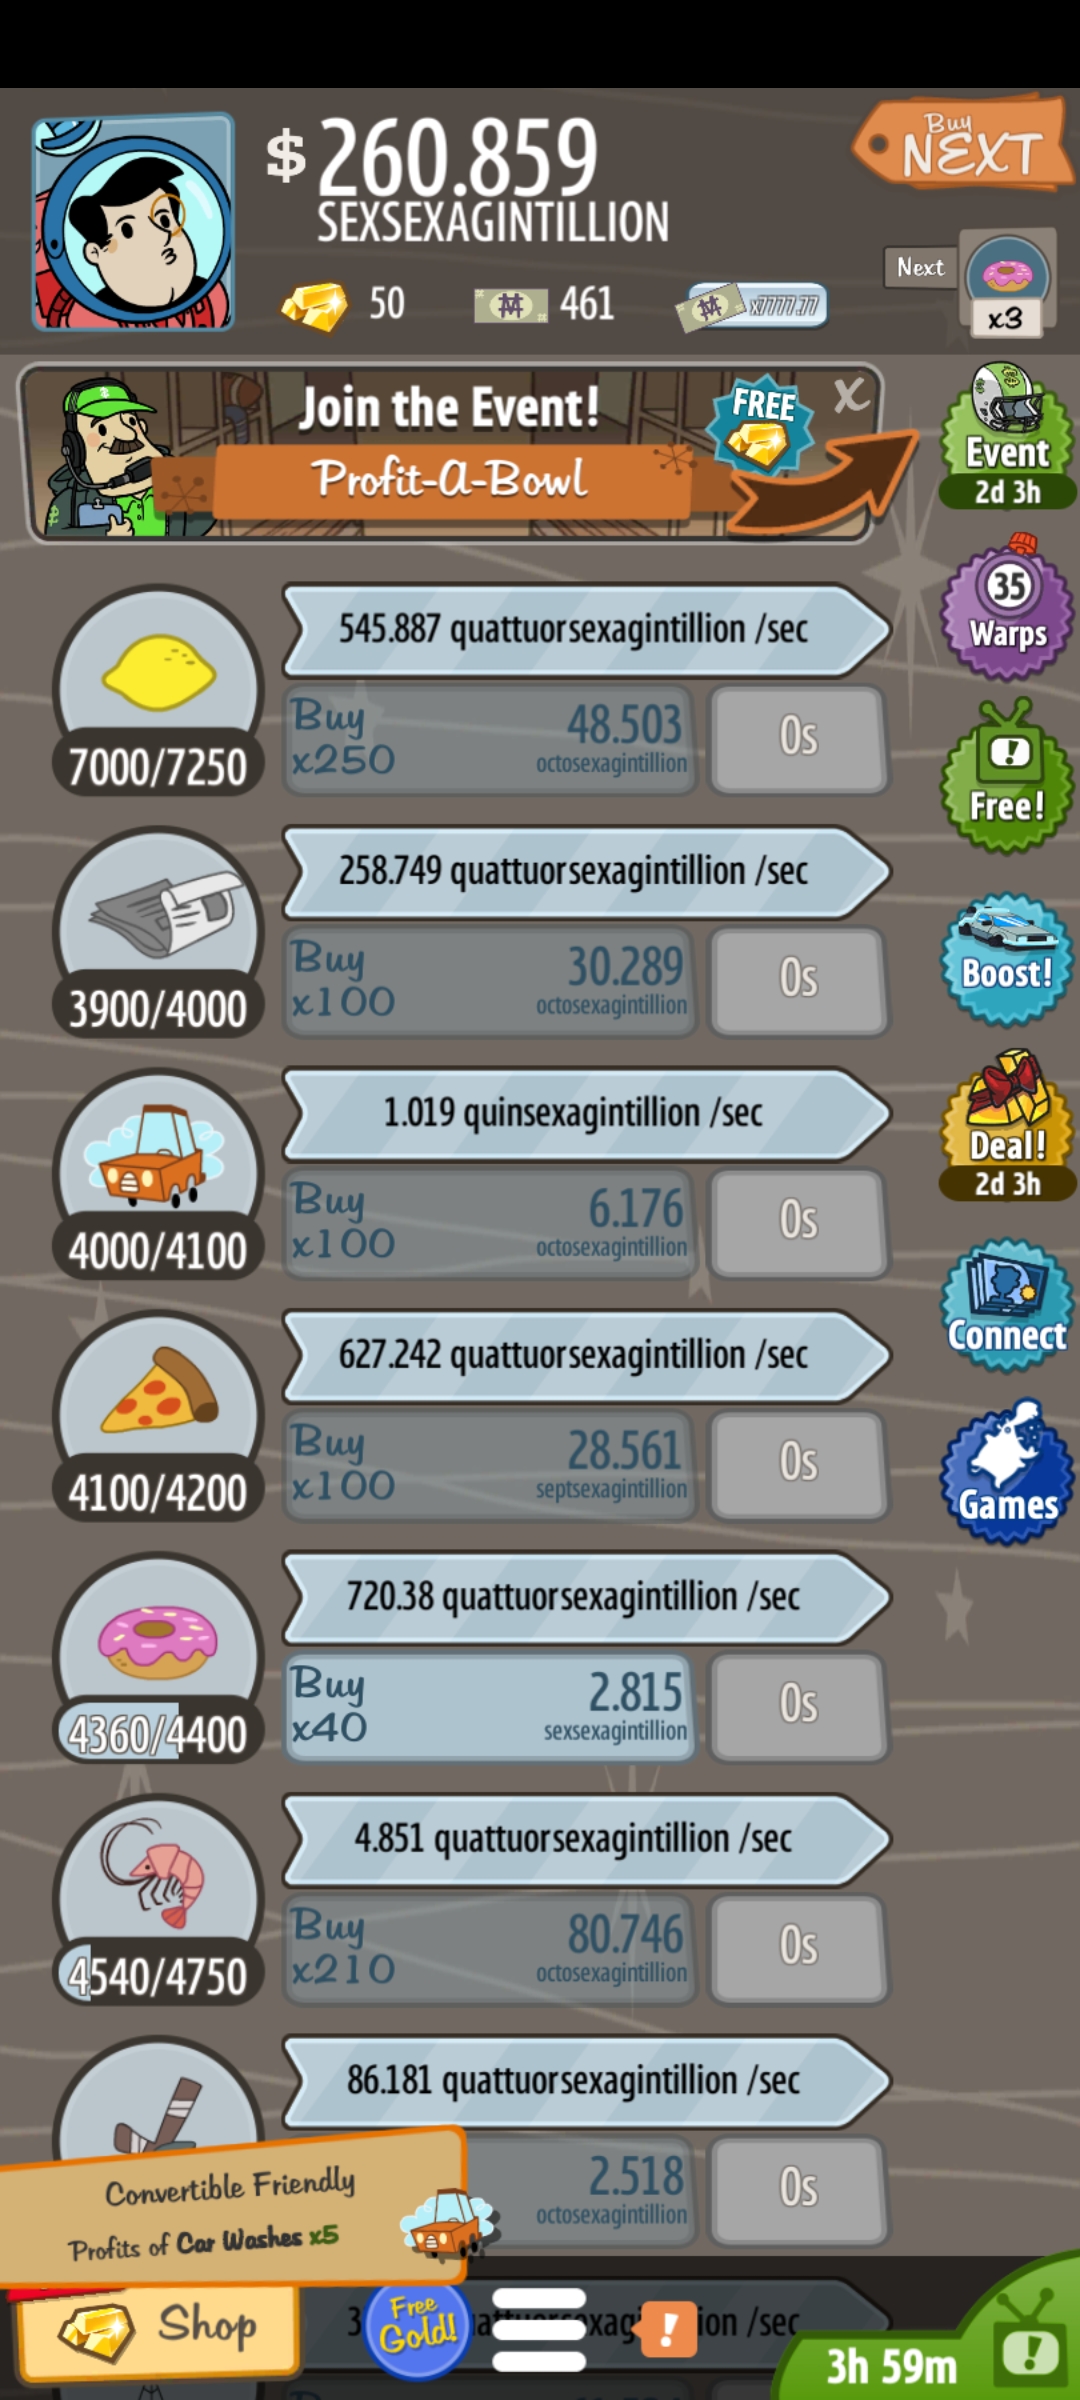 $ 260.859
SEXSEXAGINTILLION
Buy
NEXT
50
461
x7777.77
Next
x3
Join the Event!
FREE
X
Profit-A-Bowl
Event
2d 3h
545.887 quattuorsexagintillion /sec
7000/7250
Buy
x250
48.503
octosexagintillion
0s
35
Warps
Free!
258.749 quattuorsexagintillion /sec
3900/4000
Buy
x100
30.289
octosexagintillion
0s
Boost!
1.019 quinsexagintillion /sec
4000/4100
Buy
x100
6.176
octosexagintillion
0s
Deal!
2d 3h
627.242 quattuorsexagintillion /sec
4100/4200
Buy
x100
28.561
septsexagintillion
0s
Connect
Games
720.38 quattuorsexagintillion /sec
4360/4400
Buy
x40
2.815
sexsexagintillion
0s
4.851 quattuorsexagintillion /sec
4540/4750
Buy
x210
80.746
octosexagintillion
0s
86.181 quattuorsexagintillion /sec
2.518
octosexagintillion
0s
Convertible Friendly
Profits of Car Washes x5
Shop
Free
Gold!
!
/sec
3h 59m
!